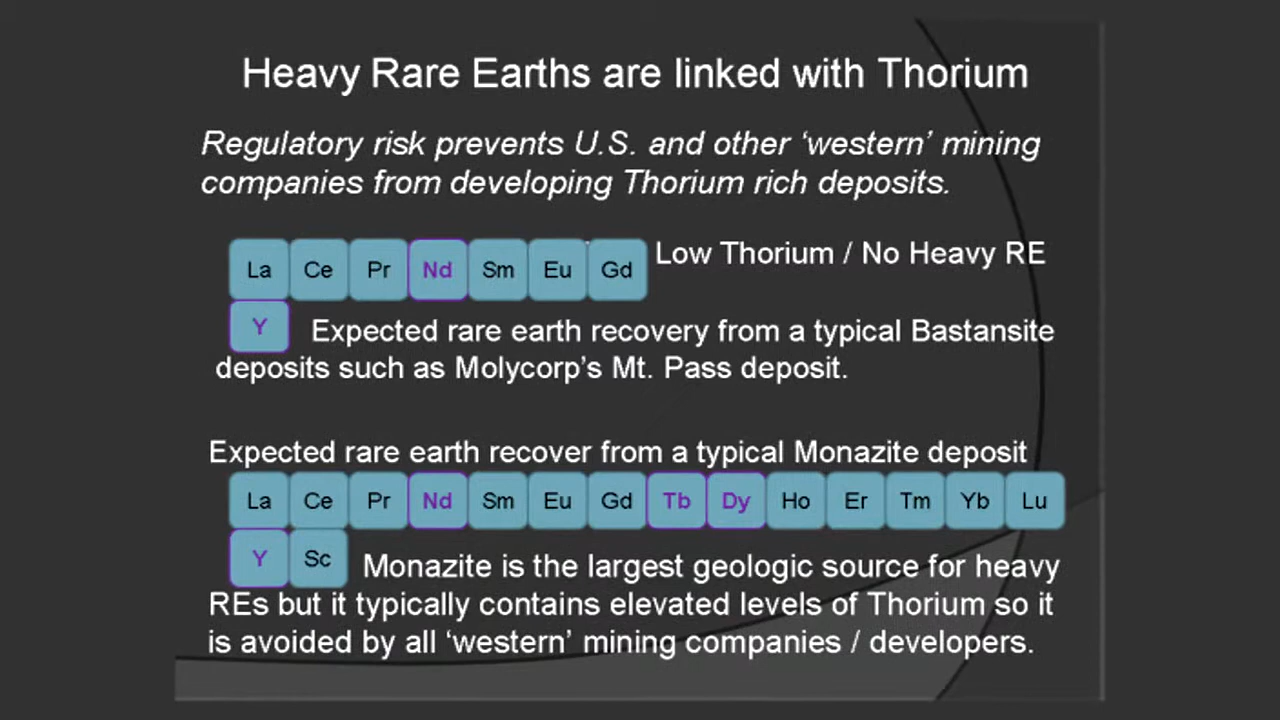 Heavy Rare Earths are linked with Thorium
Regulatory risk prevents U.S. and other ‘western’ mining
companies from developing Thorium rich deposits.
La Ce Pr Nd Sm Eu Gd Low Thorium / No Heavy RE
Y Expected rare earth recovery from a typical Bastansite
deposits such as Molycorp’s Mt. Pass deposit.
Expected rare earth recover from a typical Monazite deposit
La Ce Pr Nd Sm Eu Gd Tb Dy Ho Er Tm Yb Lu
Y Sc Monazite is the largest geologic source for heavy
REs but it typically contains elevated levels of Thorium so it
is avoided by all ‘western’ mining companies / developers.